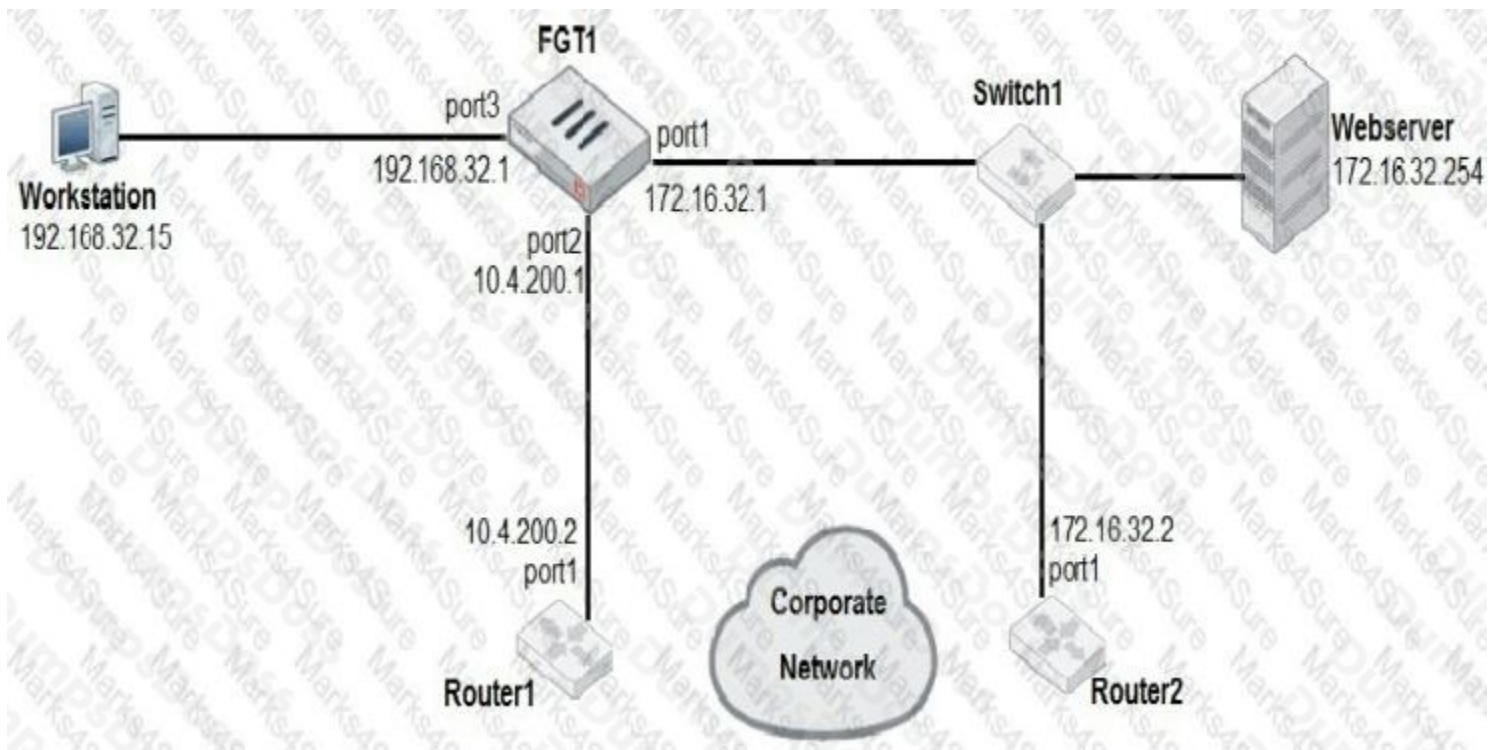 FGT1
port3
192.168.32.1
port1
172.16.32.1
Switch1
Webserver
172.16.32.254
Workstation
192.168.32.15
port2
10.4.200.1
10.4.200.2
port1
Router1
Corporate
Network
172.16.32.2
port1
Router2